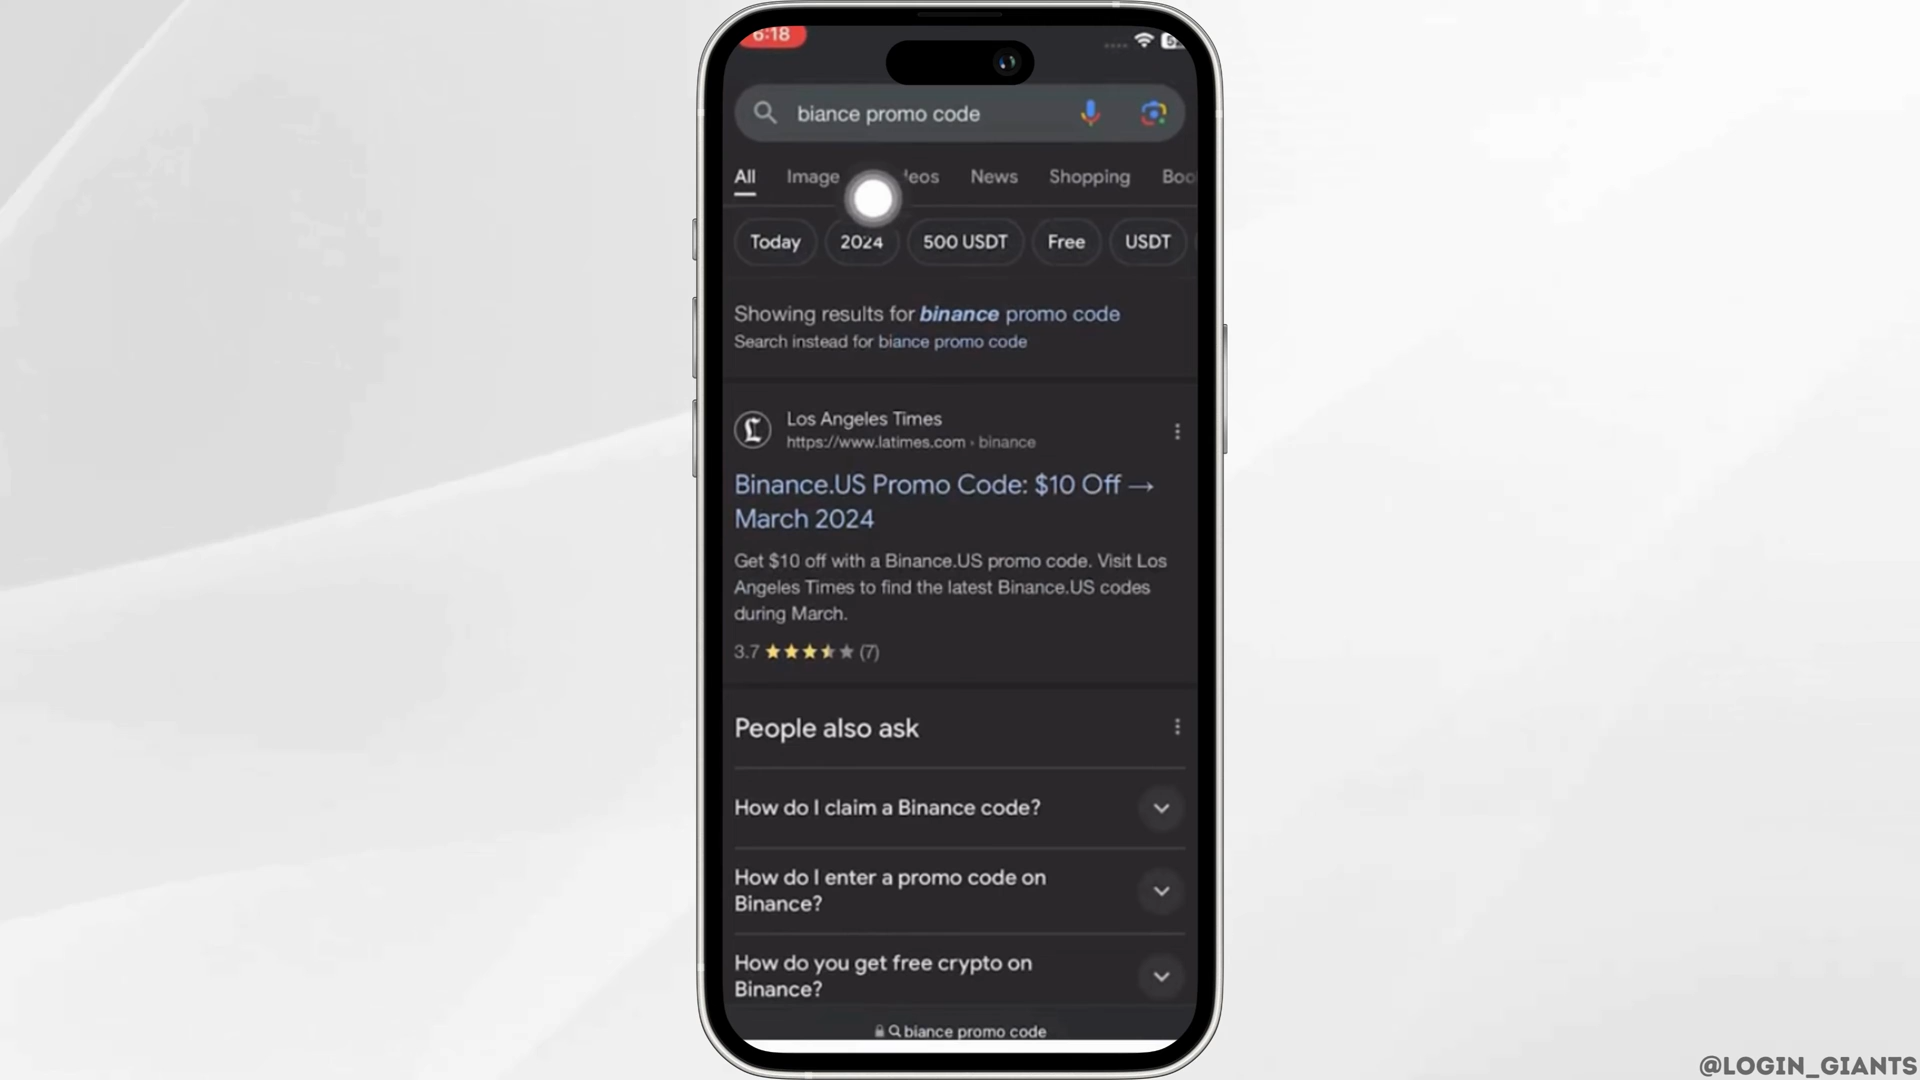 6:18
biance promo code
All Image eos News Shopping Boo
Today 2024 500 USDT Free USDT
Showing results for binance promo code
Search instead for biance promo code
Los Angeles Times
https://www.latimes.com › binance
Binance.US Promo Code: $10 Off →
March 2024
Get $10 off with a Binance.US promo code. Visit Los
Angeles Times to find the latest Binance.US codes
during March.
3.7 (7)
People also ask
How do I claim a Binance code?
How do I enter a promo code on
Binance?
How do you get free crypto on
Binance?
biance promo code
@LOGIN_GIANTS